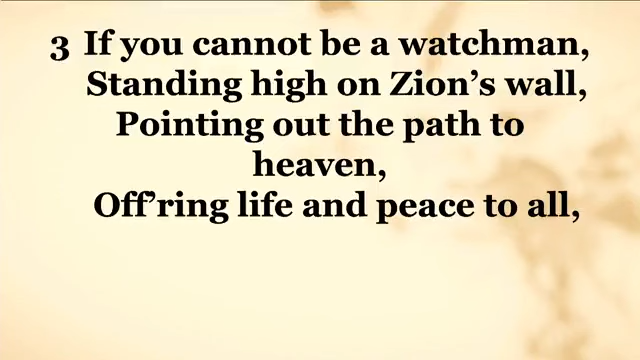 3 If you cannot be a watchman,
Standing high on Zion’s wall,
Pointing out the path to
heaven,
Off’ring life and peace to all,